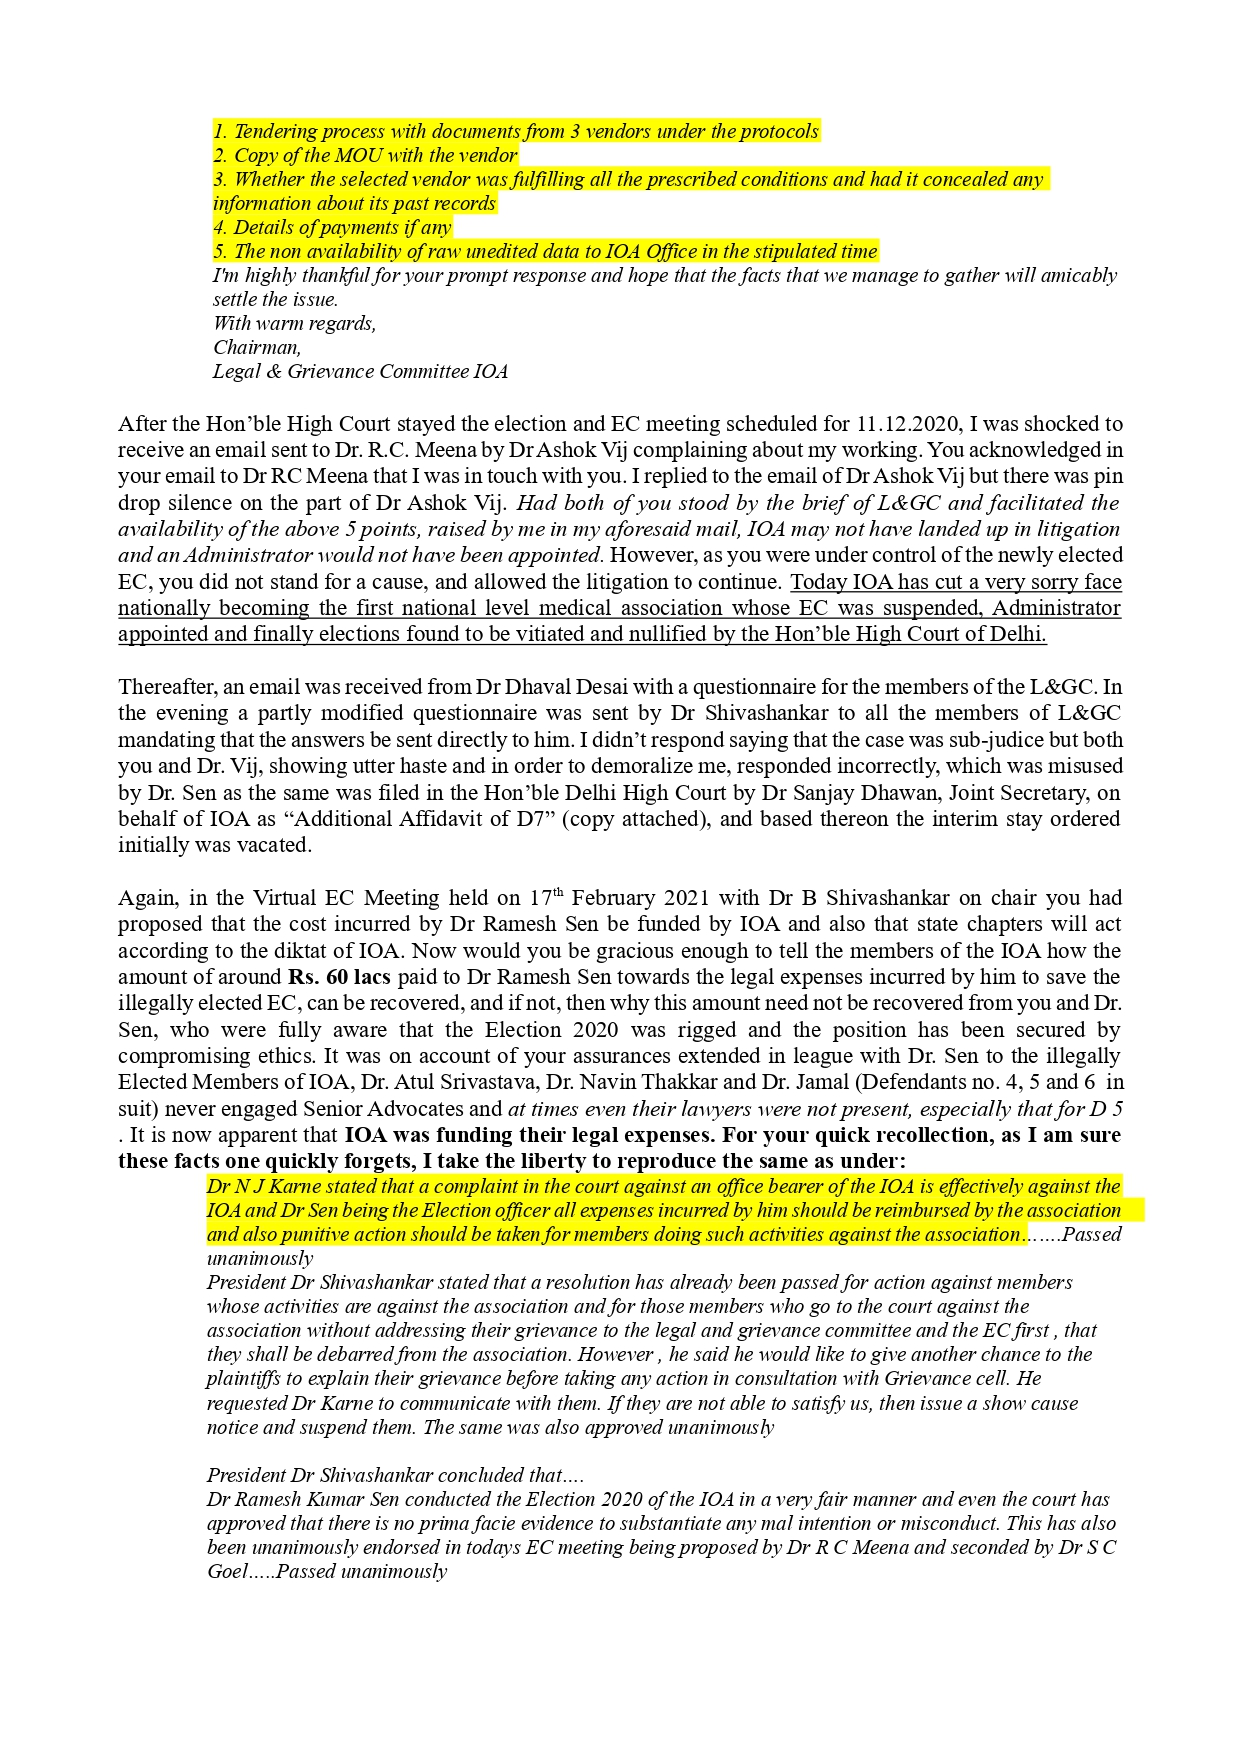 1. Tendering process with documents from 3 vendors under the protocols
2. Copy of the MOU with the vendor
3. Whether the selected vendor was fulfilling all the prescribed conditions and had it concealed any
information about its past records
4. Details of payments if any
5. The non availability of raw unedited data to IOA Office in the stipulated time
I'm highly thankful for your prompt response and hope that the facts that we manage to gather will amicably
settle the issue.
With warm regards,
Chairman,
Legal & Grievance Committee IOA
After the Hon’ble High Court stayed the election and EC meeting scheduled for 11.12.2020, I was shocked to
receive an email sent to Dr. R.C. Meena by Dr Ashok Vij complaining about my working. You acknowledged in
your email to Dr RC Meena that I was in touch with you. I replied to the email of Dr Ashok Vij but there was pin
drop silence on the part of Dr Ashok Vij. Had both of you stood by the brief of L&GC and facilitated the
availability of the above 5 points, raised by me in my aforesaid mail, IOA may not have landed up in litigation
and an Administrator would not have been appointed. However, as you were under control of the newly elected
EC, you did not stand for a cause, and allowed the litigation to continue. Today IOA has cut a very sorry face
nationally becoming the first national level medical association whose EC was suspended, Administrator
appointed and finally elections found to be vitiated and nullified by the Hon’ble High Court of Delhi.
Thereafter, an email was received from Dr Dhaval Desai with a questionnaire for the members of the L&GC. In
the evening a partly modified questionnaire was sent by Dr Shivashankar to all the members of L&GC
mandating that the answers be sent directly to him. I didn’t respond saying that the case was sub-judice but both
you and Dr. Vij, showing utter haste and in order to demoralize me, responded incorrectly, which was misused
by Dr. Sen as the same was filed in the Hon’ble Delhi High Court by Dr Sanjay Dhawan, Joint Secretary, on
behalf of IOA as “Additional Affidavit of D7” (copy attached), and based thereon the interim stay ordered
initially was vacated.
Again, in the Virtual EC Meeting held on 17th February 2021 with Dr B Shivashankar on chair you had
proposed that the cost incurred by Dr Ramesh Sen be funded by IOA and also that state chapters will act
according to the diktat of IOA. Now would you be gracious enough to tell the members of the IOA how the
amount of around Rs. 60 lacs paid to Dr Ramesh Sen towards the legal expenses incurred by him to save the
illegally elected EC, can be recovered, and if not, then why this amount need not be recovered from you and Dr.
Sen, who were fully aware that the Election 2020 was rigged and the position has been secured by
compromising ethics. It was on account of your assurances extended in league with Dr. Sen to the illegally
Elected Members of IOA, Dr. Atul Srivastava, Dr. Navin Thakkar and Dr. Jamal (Defendants no. 4, 5 and 6 in
suit) never engaged Senior Advocates and at times even their lawyers were not present, especially that for D 5
. It is now apparent that IOA was funding their legal expenses. For your quick recollection, as I am sure
these facts one quickly forgets, I take the liberty to reproduce the same as under:
Dr N J Karne stated that a complaint in the court against an office bearer of the IOA is effectively against the
IOA and Dr Sen being the Election officer all expenses incurred by him should be reimbursed by the association
and also punitive action should be taken for members doing such activities against the association…….Passed
unanimously
President Dr Shivashankar stated that a resolution has already been passed for action against members
whose activities are against the association and for those members who go to the court against the
association without addressing their grievance to the legal and grievance committee and the EC first , that
they shall be debarred from the association. However , he said he would like to give another chance to the
plaintiffs to explain their grievance before taking any action in consultation with Grievance cell. He
requested Dr Karne to communicate with them. If they are not able to satisfy us, then issue a show cause
notice and suspend them. The same was also approved unanimously
President Dr Shivashankar concluded that….
Dr Ramesh Kumar Sen conducted the Election 2020 of the IOA in a very fair manner and even the court has
approved that there is no prima facie evidence to substantiate any mal intention or misconduct. This has also
been unanimously endorsed in todays EC meeting being proposed by Dr R C Meena and seconded by Dr S C
Goel…..Passed unanimously